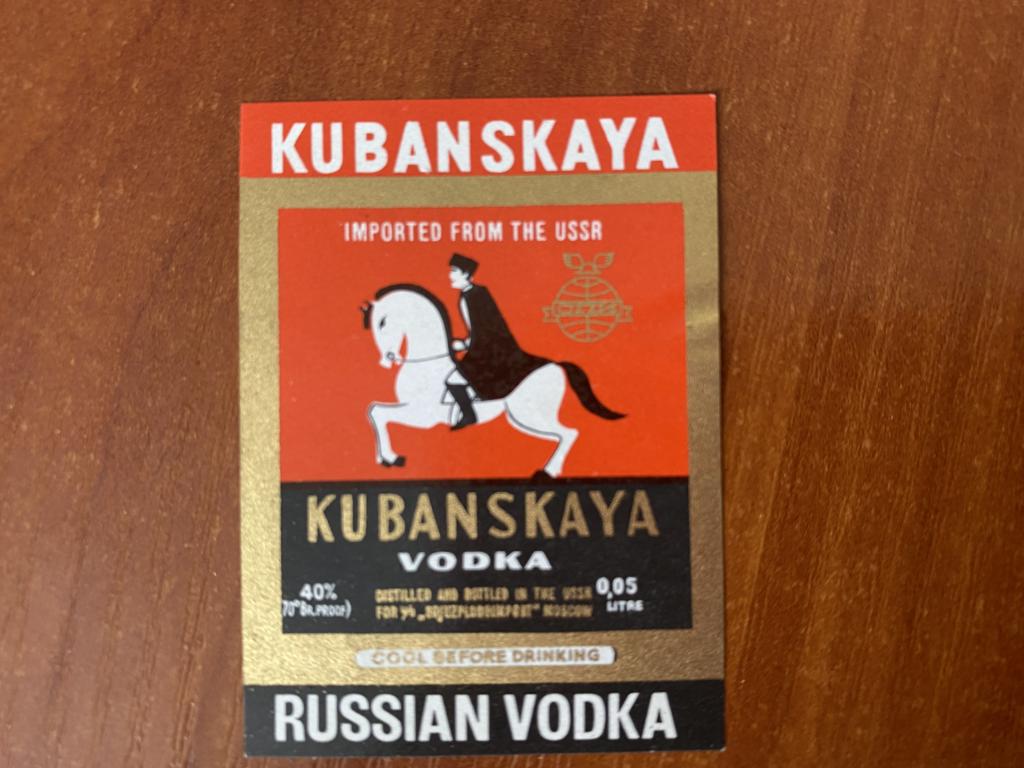 KUBANSKAYA
IMPORTED FROM THE USSR
KUBANSKAYA
VODKA
40%
70° BR. PROOF)
DISTILLED AND BOTTLED IN THE USSR
FOR V/O „SOJUZPLODOIMPORT" MOSCOW
0,05
LITRE
COOL BEFORE DRINKING
RUSSIAN VODKA